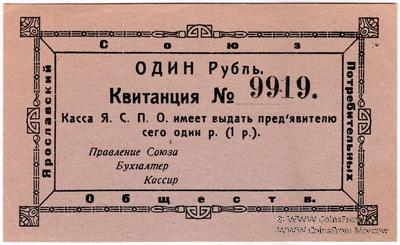 Союз
Ярославский
Потребительных
ОДИН Рубль.
Квитанция № 9919.
Касса Я. С. П. О. имеет выдать пред'явителю
сего один р. (1 р.).
Правление Союза
Бухгалтер
Кассир
Обществ.